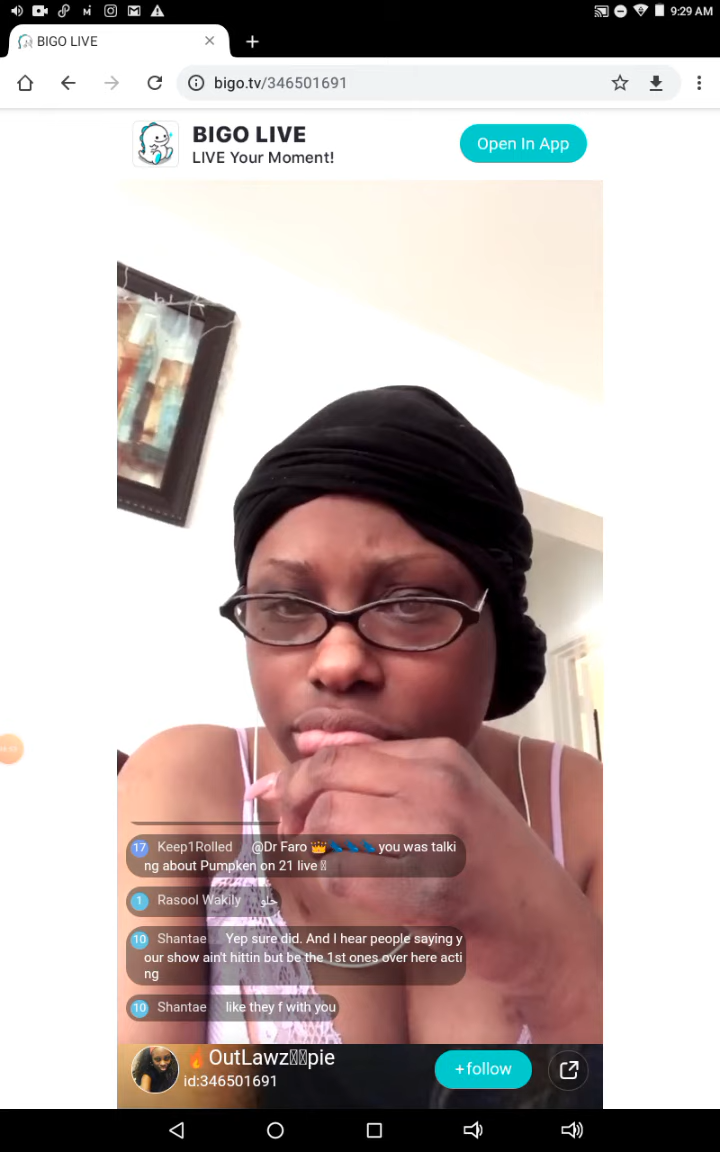 9:29 AM
BIGO LIVE
bigo.tv/346501691
BIGO LIVE
LIVE Your Moment!
Open In App
17 Keep1Rolled @Dr Faro 👑👠👠👠 you was talki
ng about Pumpken on 21 live
1 Rasool Wakily حلو
10 Shantae Yep sure did. And I hear people saying y
our show ain't hittin but be the 1st ones over here acti
ng
10 Shantae like they f with you
🔥OutLawz pie
id:346501691
+follow